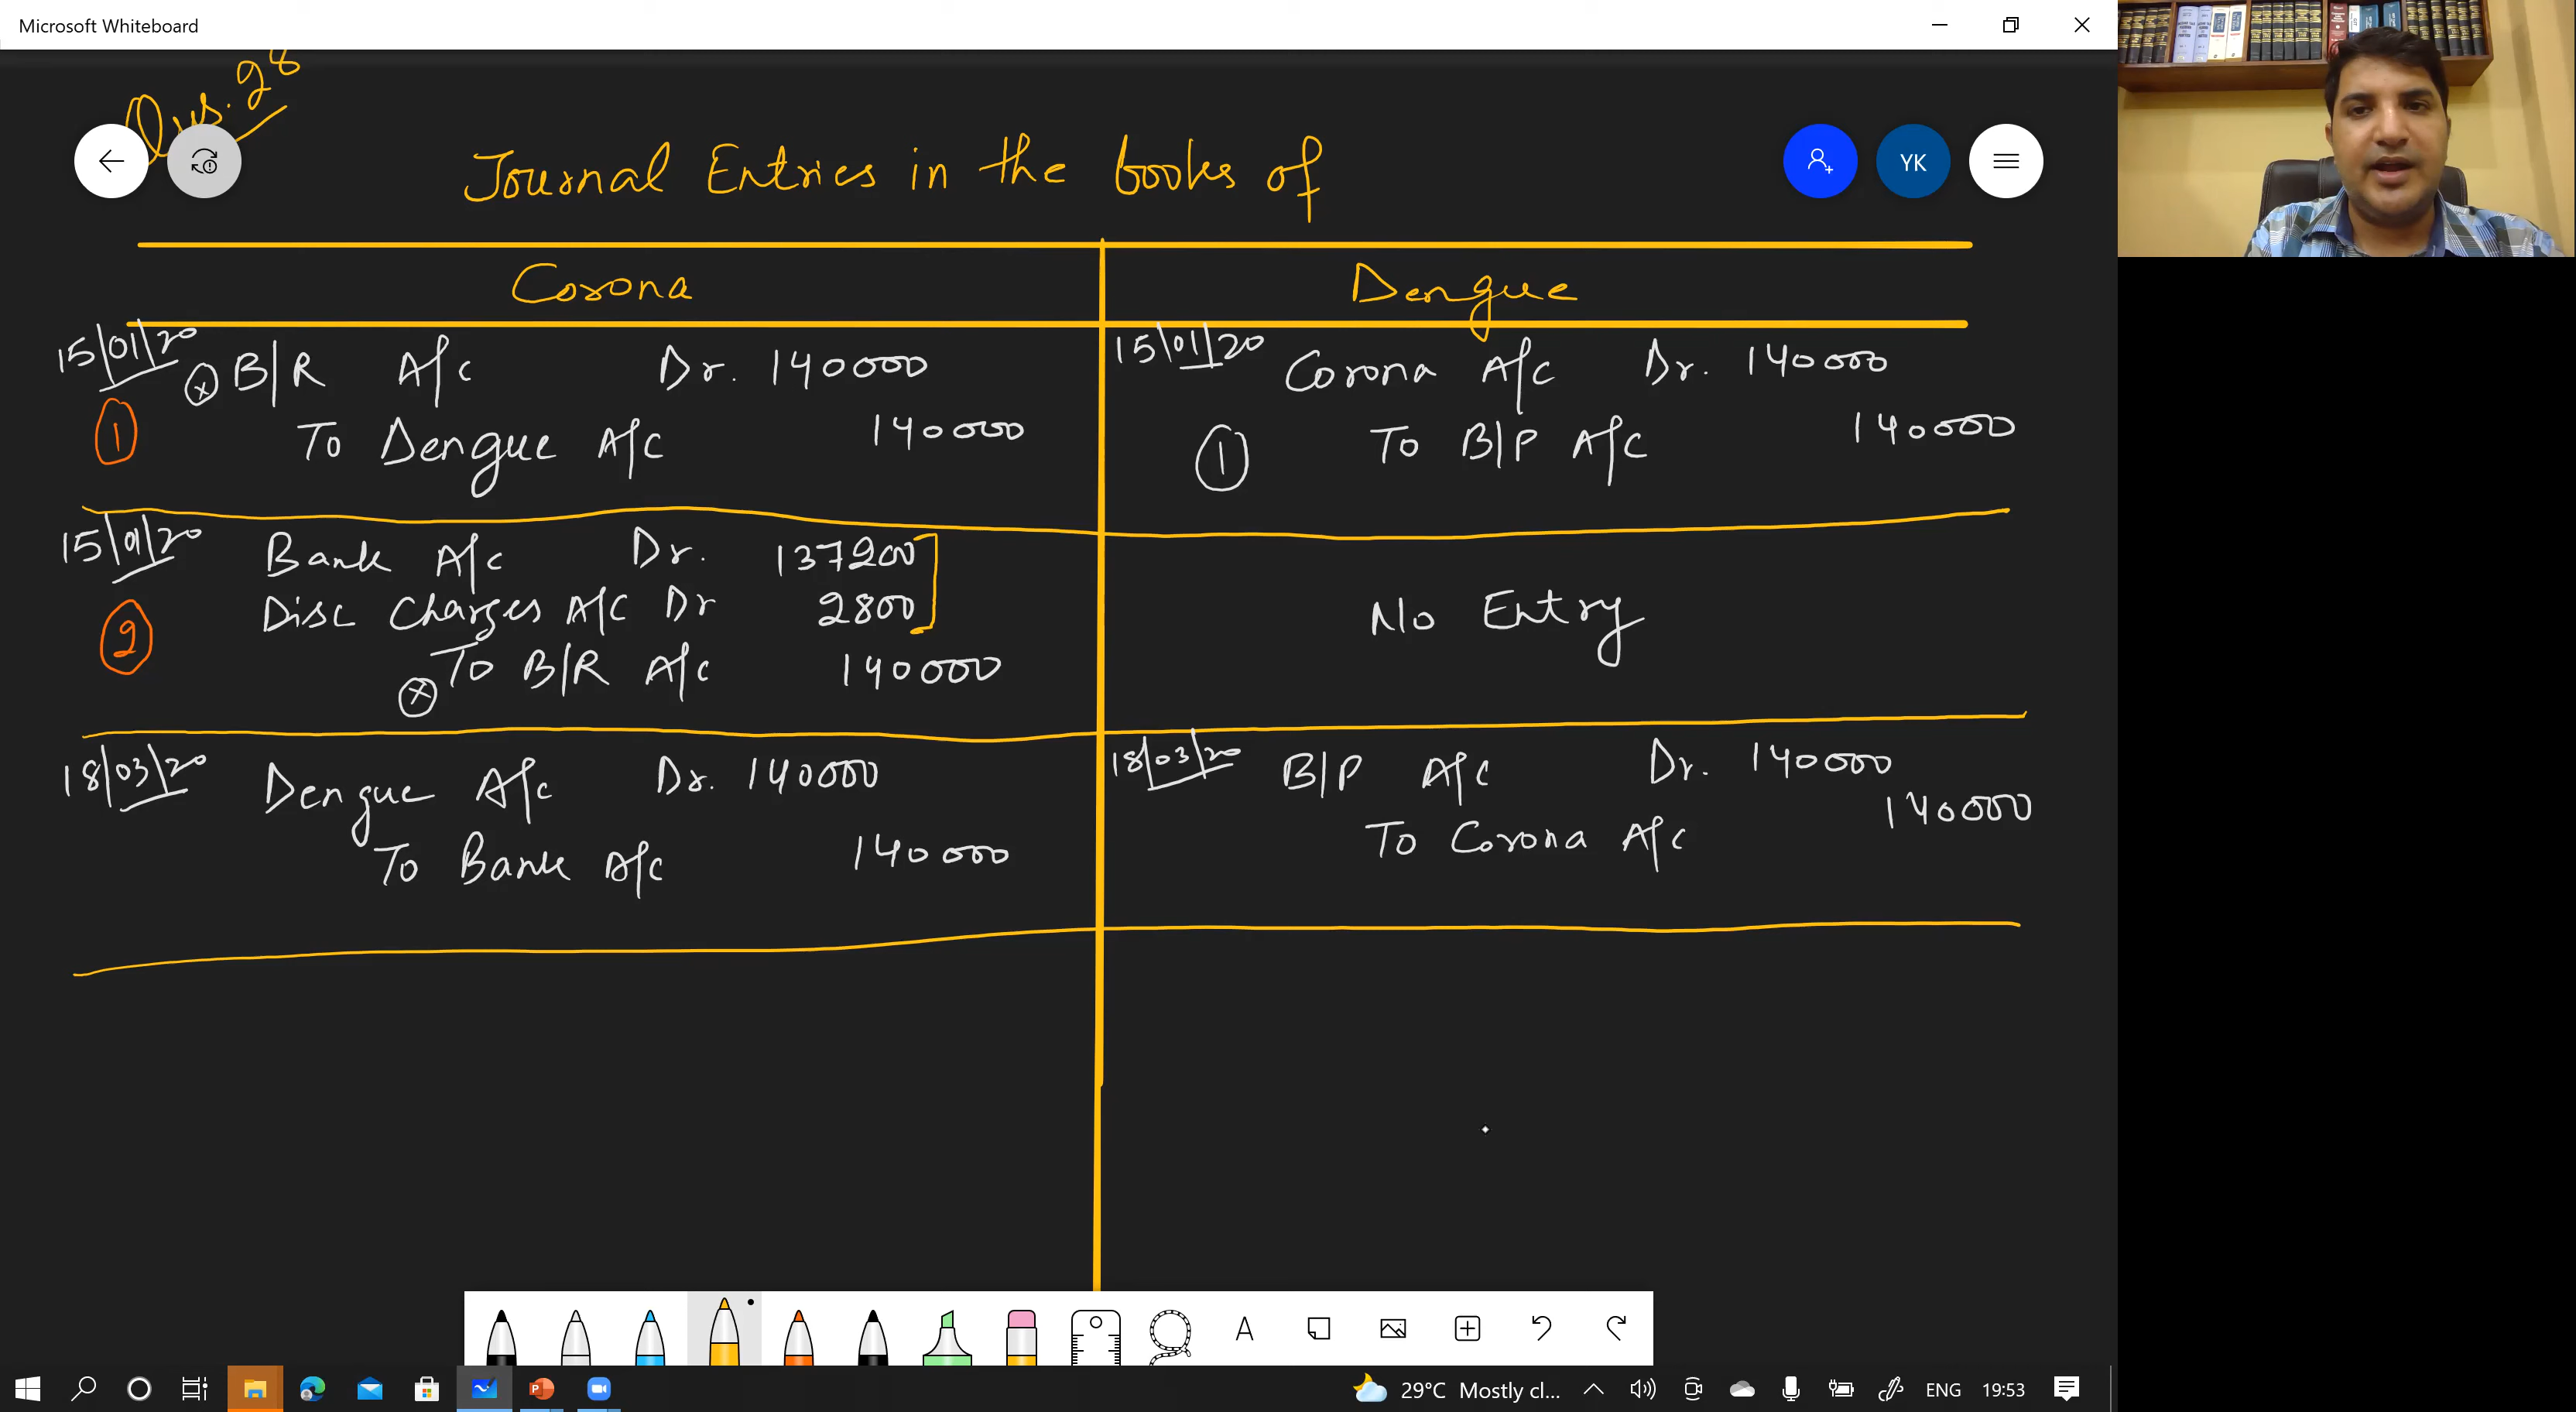 Microsoft Whiteboard
Qus. 28
Journal Entries in the books of
YK
Corona
Dengue
15/01/20
B/R A/c Dr. 140000
1
To Dengue A/c 140000
15/01/20
Corona A/c Dr. 140000
1
To B/P A/c 140000
15/01/20
Bank A/c Dr. 137200
Disc Charges A/c Dr 2800
2
To B/R A/c 140000
No Entry
18/03/20
Dengue A/c Dr. 140000
To Bank A/c 140000
18/03/20
B/P A/c Dr. 140000
To Corona A/c 140000
29°C Mostly cl... ENG 19:53